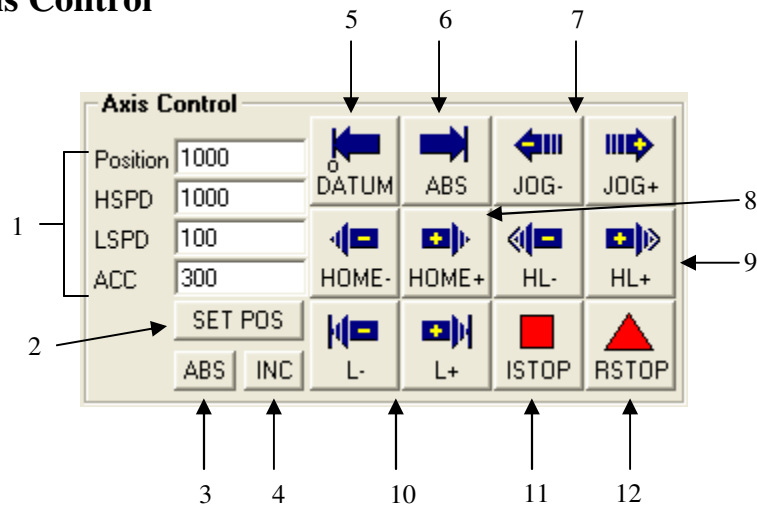 is Control
5
6
7
Axis Control
Position 1000
HSPD 1000
LSPD 100
ACC 300
SET POS
ABS INC
O
DATUM ABS JOG- JOG+
HOME- HOME+ HL- HL+
L- L+ ISTOP RSTOP
1
2
8
9
3
4
10
11
12